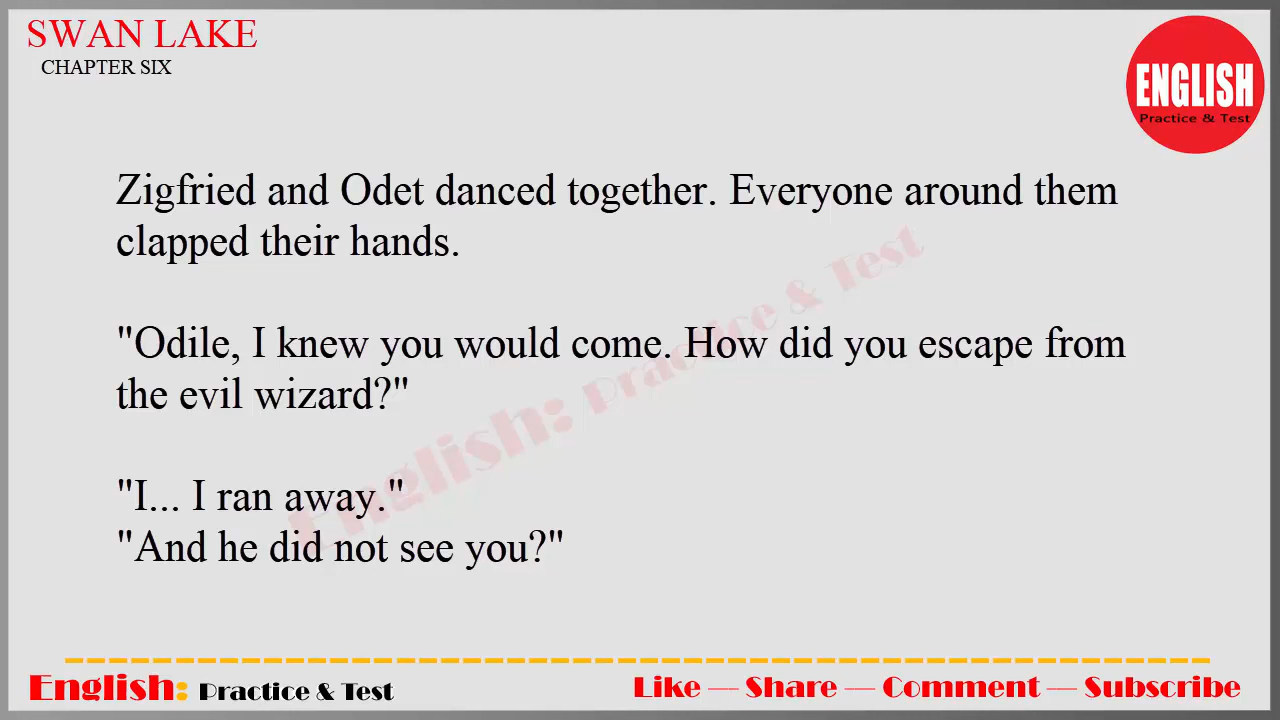 SWAN LAKE
CHAPTER SIX
ENGLISH
Practice & Test
Zigfried and Odet danced together. Everyone around them
clapped their hands.
"Odile, I knew you would come. How did you escape from
the evil wizard?"
"I... I ran away."
"And he did not see you?"
English: Practice & Test
English: Practice & Test
Like — Share — Comment — Subscribe